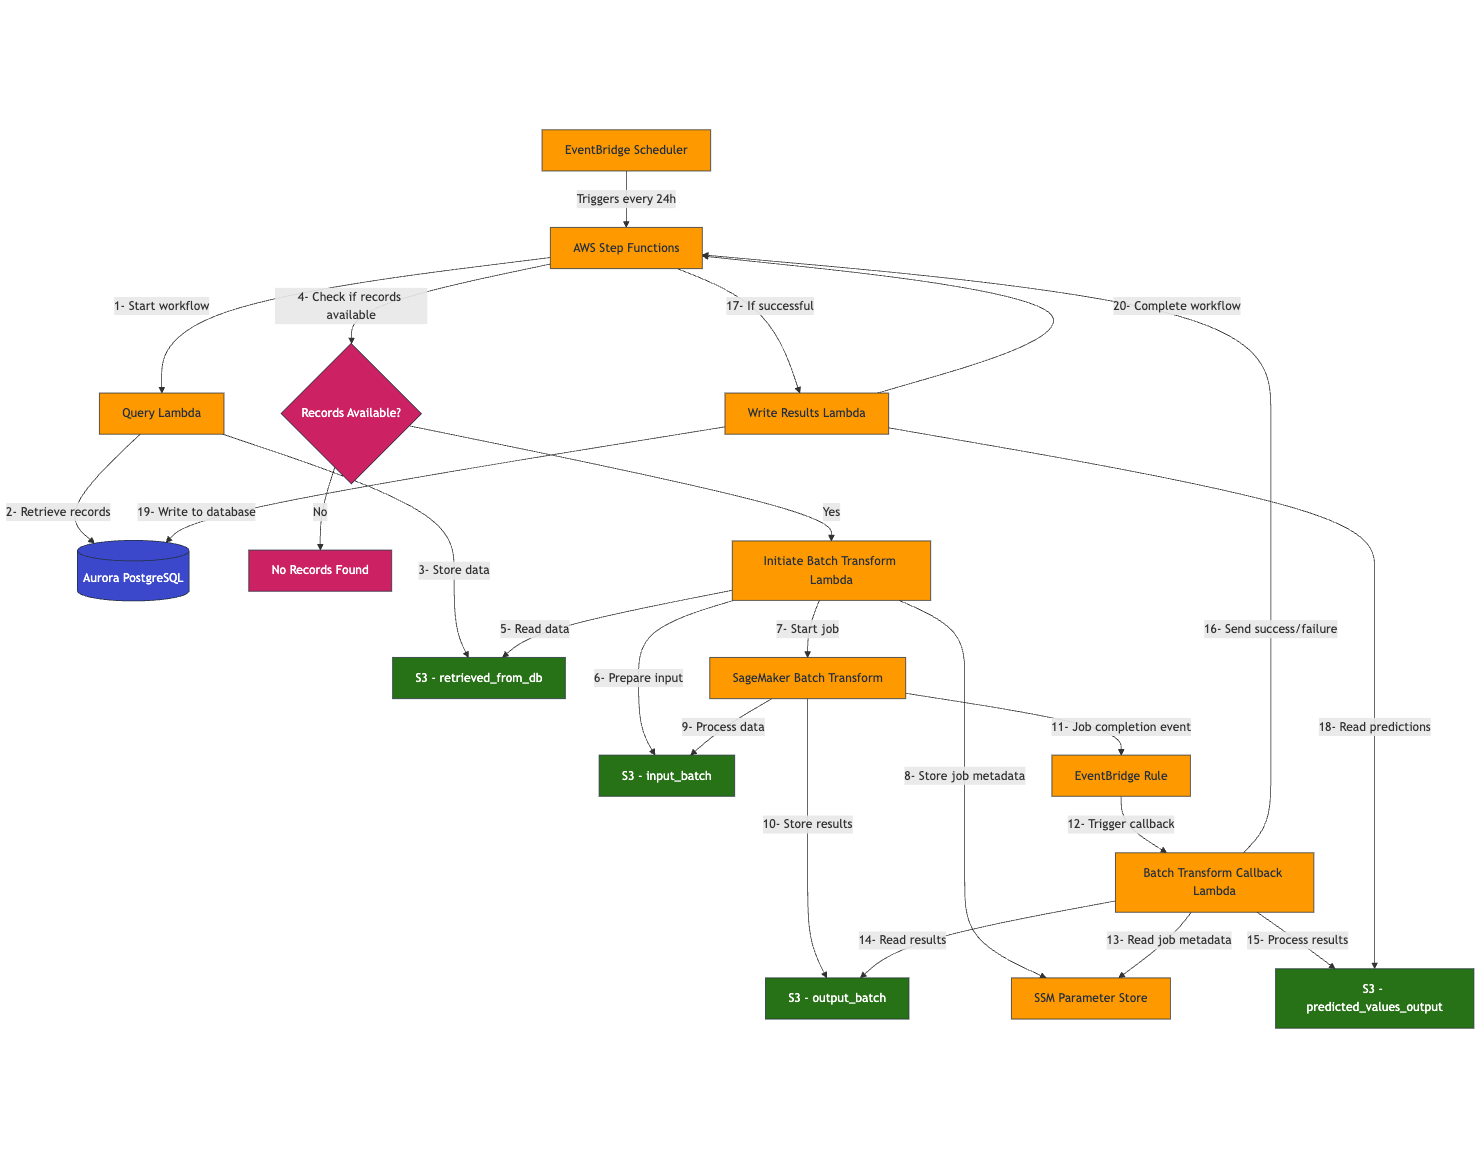 EventBridge Scheduler
Triggers every 24h
AWS Step Functions
1- Start workflow
4- Check if records
available
17- If successful
20- Complete workflow
Query Lambda
Records Available?
Write Results Lambda
2- Retrieve records
19- Write to database
No
Yes
Aurora PostgreSQL
No Records Found
3- Store data
Initiate Batch Transform
Lambda
5- Read data
7- Start job
16- Send success/failure
S3 - retrieved_from_db
6- Prepare input
SageMaker Batch Transform
9- Process data
11- Job completion event
18- Read predictions
S3 - input_batch
8- Store job metadata
EventBridge Rule
10- Store results
12- Trigger callback
Batch Transform Callback
Lambda
14- Read results
13- Read job metadata
15- Process results
S3 - output_batch
SSM Parameter Store
S3 -
predicted_values_output